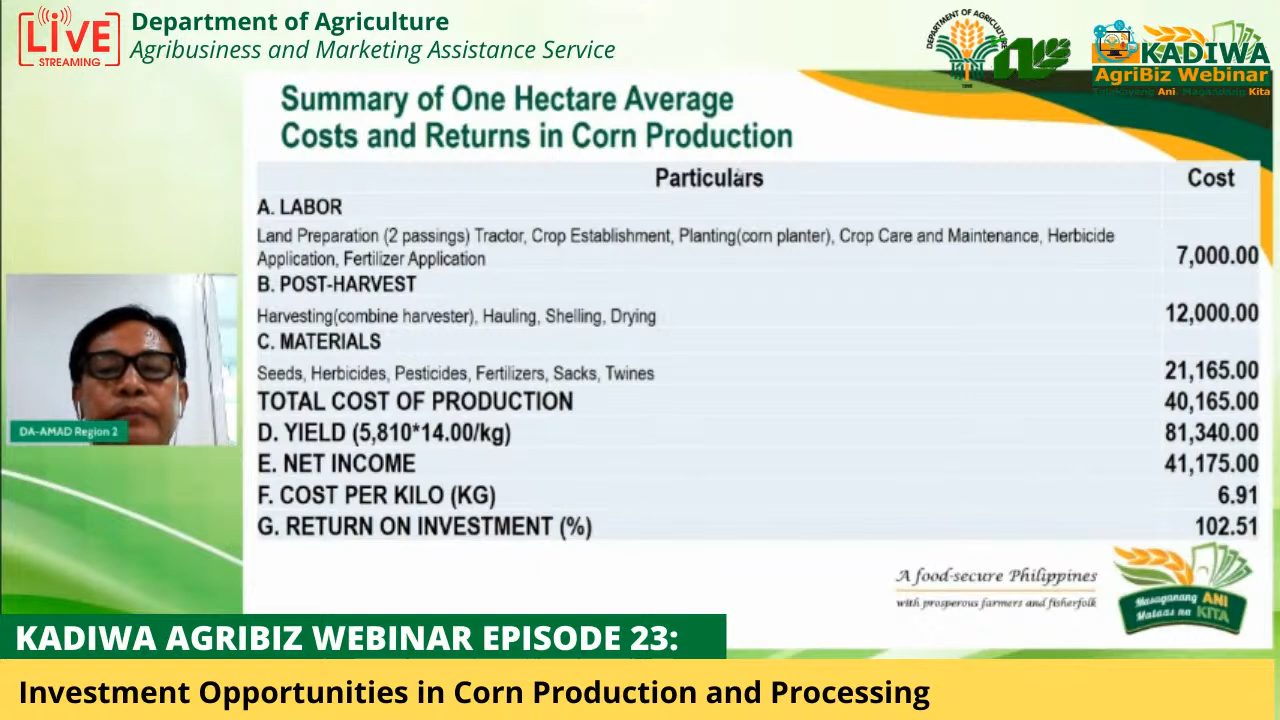 LIVE
STREAMING
Department of Agriculture
Agribusiness and Marketing Assistance Service
DEPARTMENT OF AGRICULTURE
KADIWA
AgriBiz Webinar
Ani Magandang Kita
Summary of One Hectare Average
Costs and Returns in Corn Production
Particulars Cost
A. LABOR
Land Preparation (2 passings) Tractor, Crop Establishment, Planting(corn planter), Crop Care and Maintenance, Herbicide
Application, Fertilizer Application 7,000.00
B. POST-HARVEST
Harvesting(combine harvester), Hauling, Shelling, Drying 12,000.00
C. MATERIALS
Seeds, Herbicides, Pesticides, Fertilizers, Sacks, Twines 21,165.00
TOTAL COST OF PRODUCTION 40,165.00
D. YIELD (5,810*14.00/kg) 81,340.00
E. NET INCOME 41,175.00
F. COST PER KILO (KG) 6.91
G. RETURN ON INVESTMENT (%) 102.51
DA-AMAD Region 2
A food-secure Philippines
with prosperous farmers and fisherfolk
Masaganang ANI
Mataas na KITA
KADIWA AGRIBIZ WEBINAR EPISODE 23:
Investment Opportunities in Corn Production and Processing